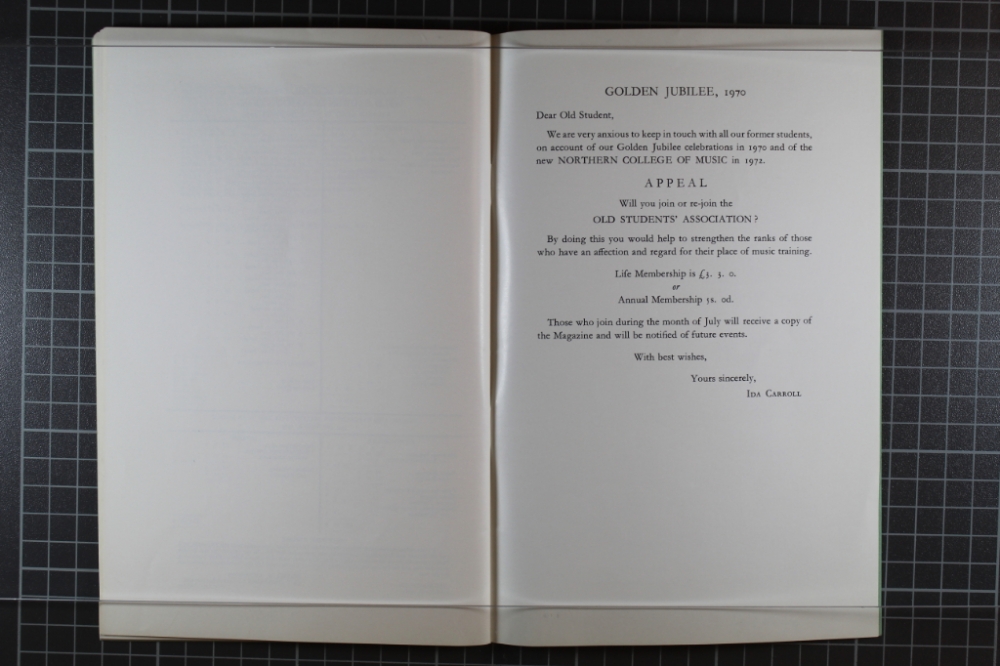 GOLDEN JUBILEE, 1970
Dear Old Student,
We are very anxious to keep in touch with all our former students,
on account of our Golden Jubilee celebrations in 1970 and of the
new NORTHERN COLLEGE OF MUSIC in 1972.
APPEAL
Will you join or re-join the
OLD STUDENTS' ASSOCIATION?
By doing this you would help to strengthen the ranks of those
who have an affection and regard for their place of music training.
Life Membership is £3. 3. 0.
or
Annual Membership 5s. 0d.
Those who join during the month of July will receive a copy of
the Magazine and will be notified of future events.
With best wishes,
Yours sincerely,
IDA CARROLL